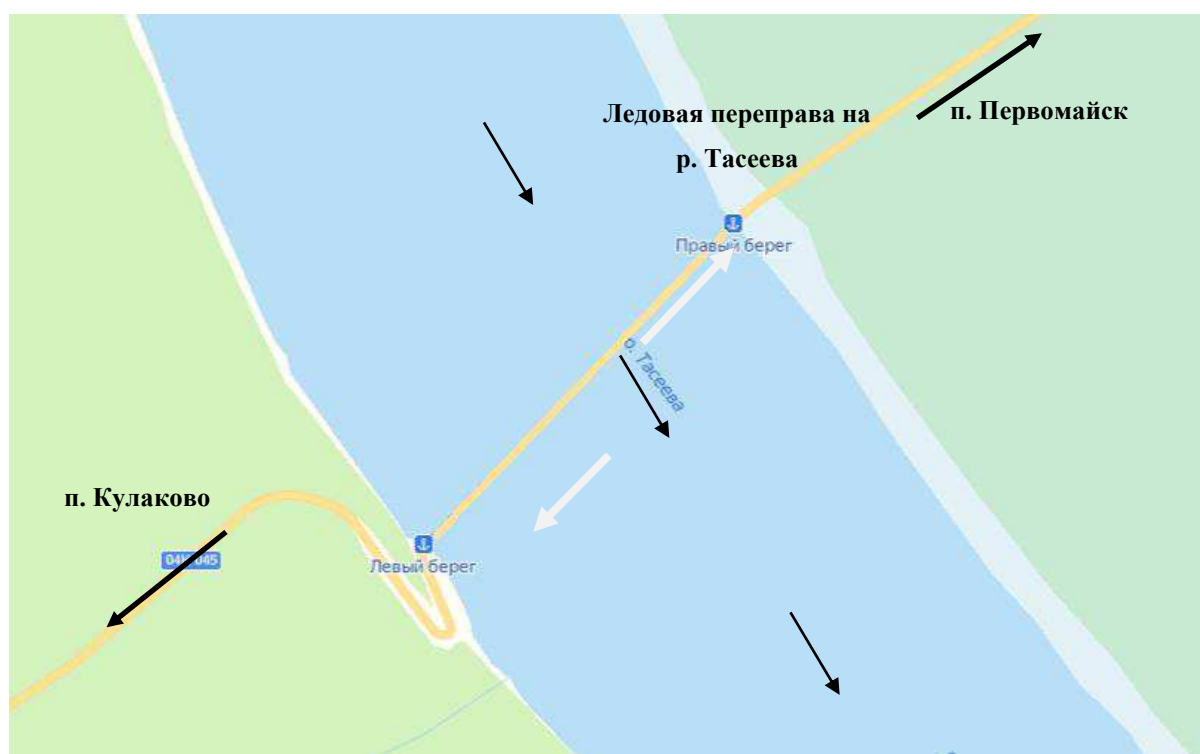 Ледовая переправа на
р. Тасеева
п. Первомайск
Правый берег
р. Тасеева
п. Кулаково
Левый берег